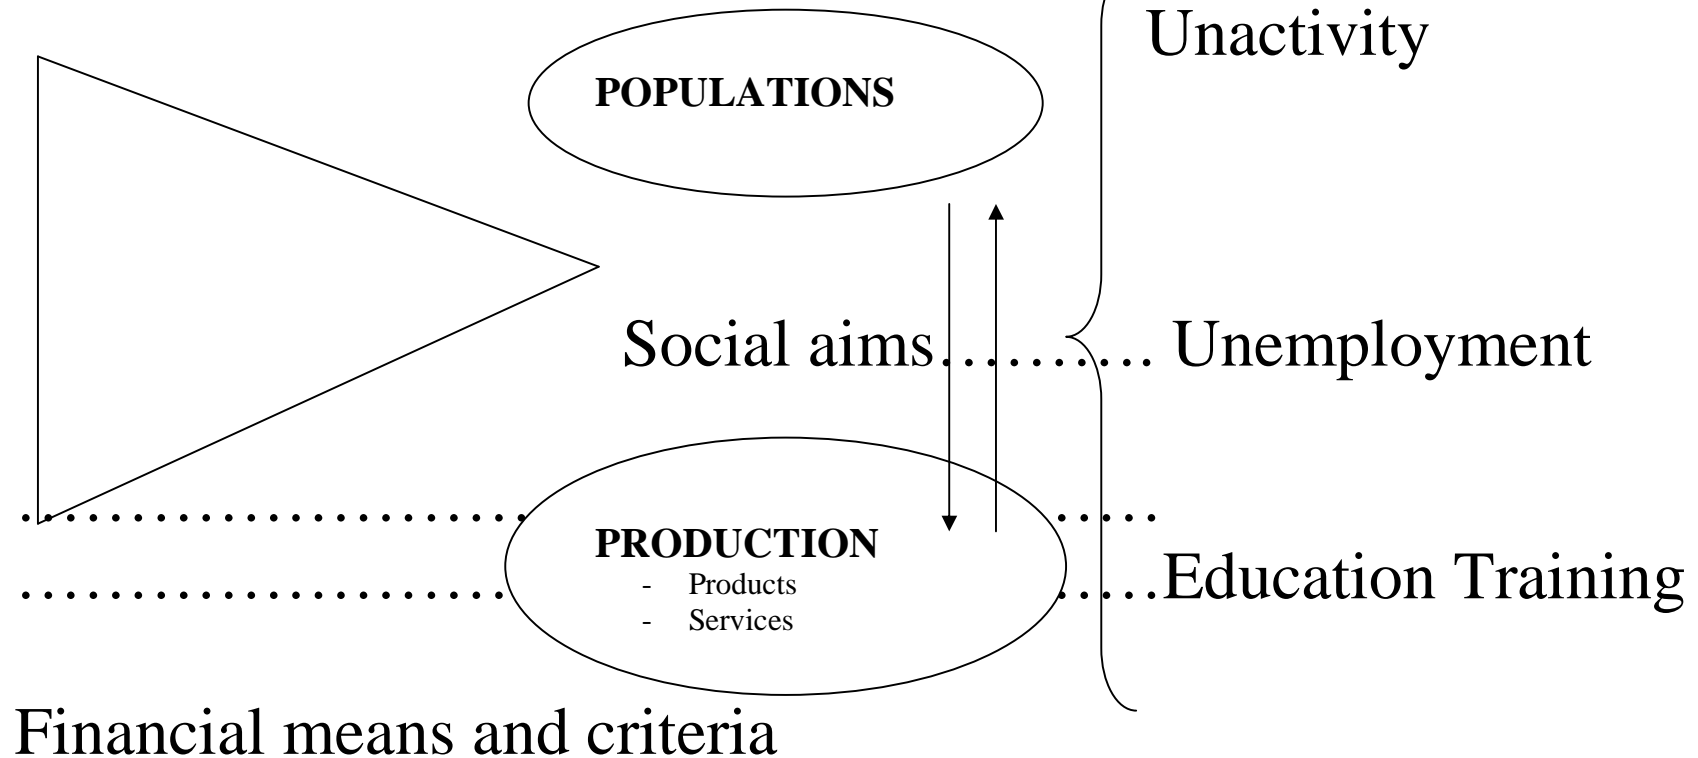 Unactivity
POPULATIONS
Social aims………. Unemployment
…………………… …..
PRODUCTION
…………………… …..Education Training
- Products
- Services
Financial means and criteria